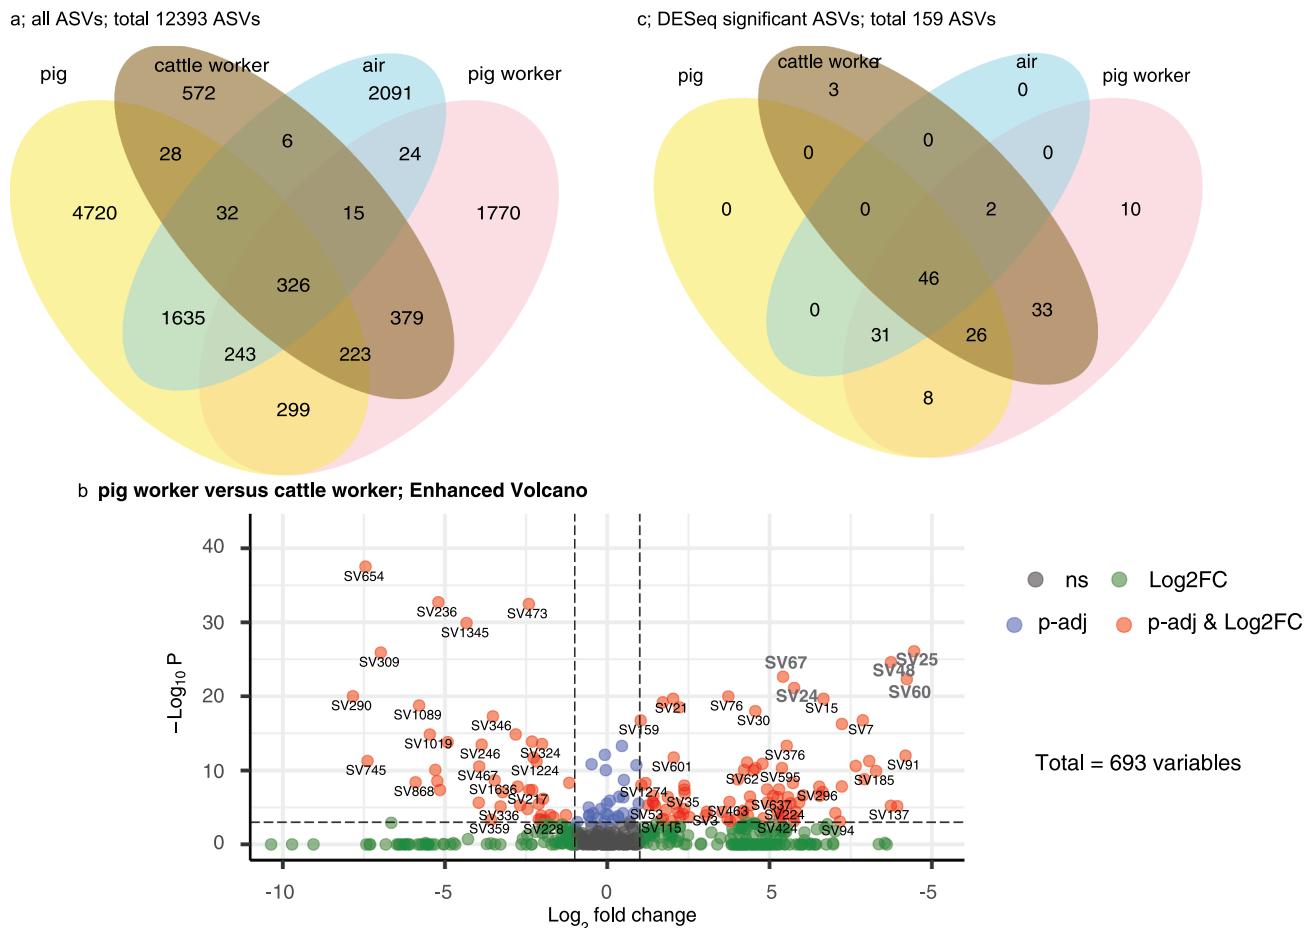 a; all ASVs; total 12393 ASVs
c; DESeq significant ASVs; total 159 ASVs
pig
cattle worker
air
pig worker
572
2091
6
28
24
4720
32
15
1770
326
1635
379
243
223
299
pig
cattle worker
air
pig worker
3
0
0
0
0
0
0
2
10
46
0
33
31
26
8
b pig worker versus cattle worker; Enhanced Volcano
40
30
20
10
0
−Log10 P
SV654
SV236
SV473
SV1345
SV309
SV290
SV1089
SV346
SV1019
SV246
SV324
SV745
SV467
SV1224
SV868
SV1636
SV217
SV336
SV359
SV228
SV67
SV25
SV48
SV24
SV60
SV21
SV76
SV15
SV30
SV159
SV7
SV376
SV601
SV91
SV62
SV595
SV185
SV1274
SV35
SV296
SV53
SV463
SV637
SV3
SV224
SV137
SV115
SV424
SV94
-10
-5
0
5
-5
Log2 fold change
ns
Log2FC
p-adj
p-adj & Log2FC
Total = 693 variables